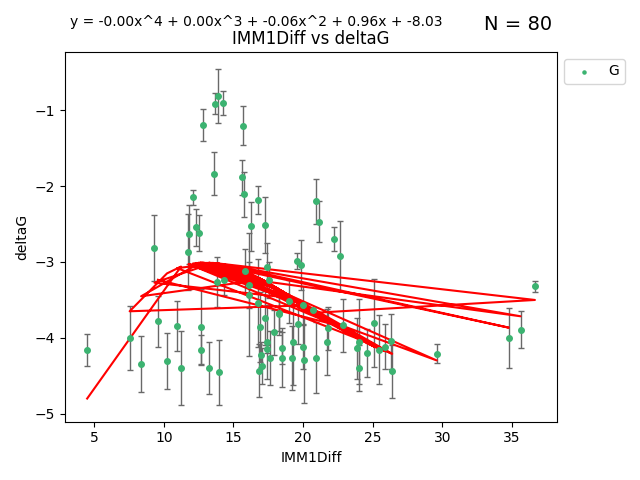 y = -0.00x^4 + 0.00x^3 + -0.06x^2 + 0.96x + -8.03
N = 80
IMM1Diff vs deltaG
G
deltaG
−1
−2
−3
−4
−5
5 10 15 20 25 30 35
IMM1Diff